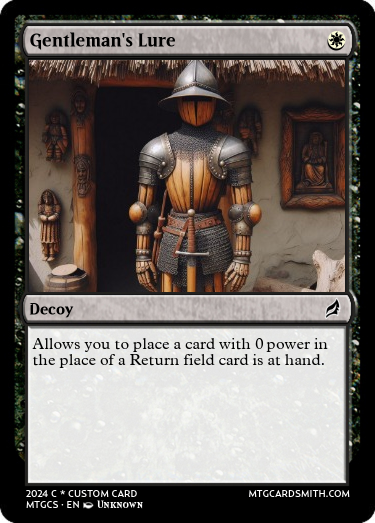 Gentleman's Lure
Decoy
Allows you to place a card with 0 power in
the place of a Return field card is at hand.
2024 C * CUSTOM CARD
MTGCS · EN UNKNOWN
MTGCARDSMITH.COM